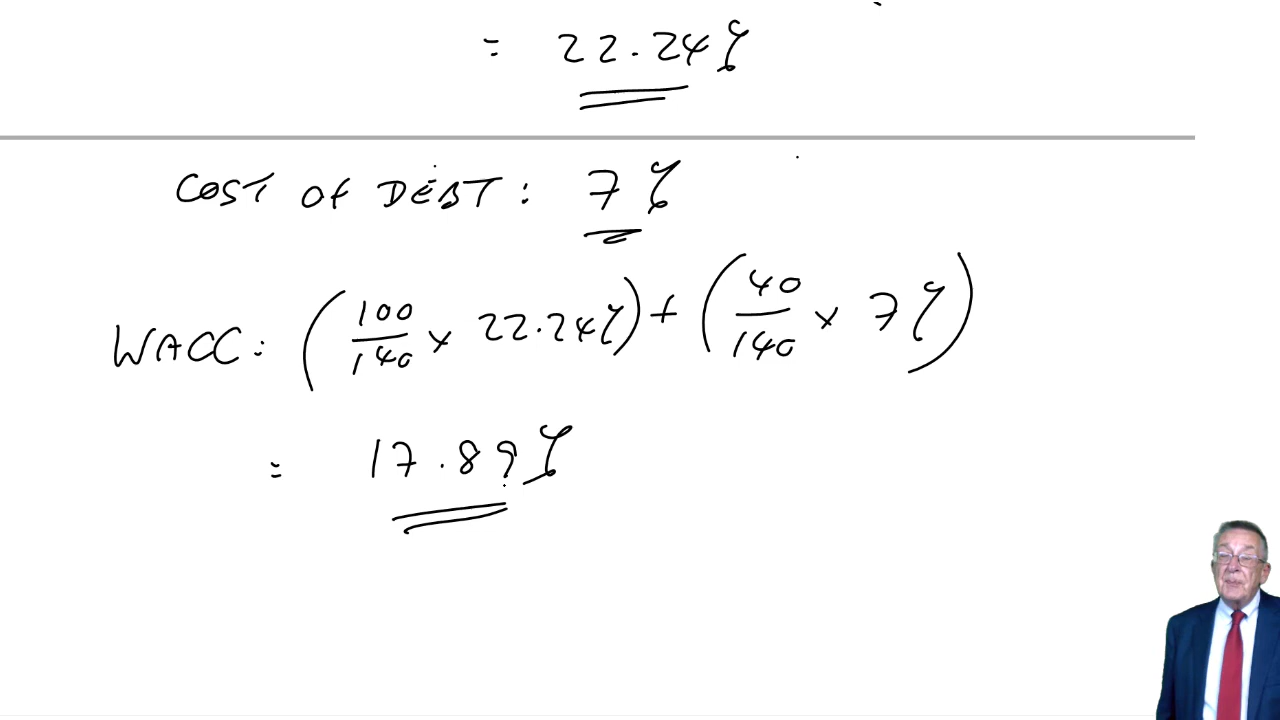 = 22.24%
COST OF DEBT: 7%
WACC: (100/140 × 22.24%) + (40/140 × 7%)
= 17.89%